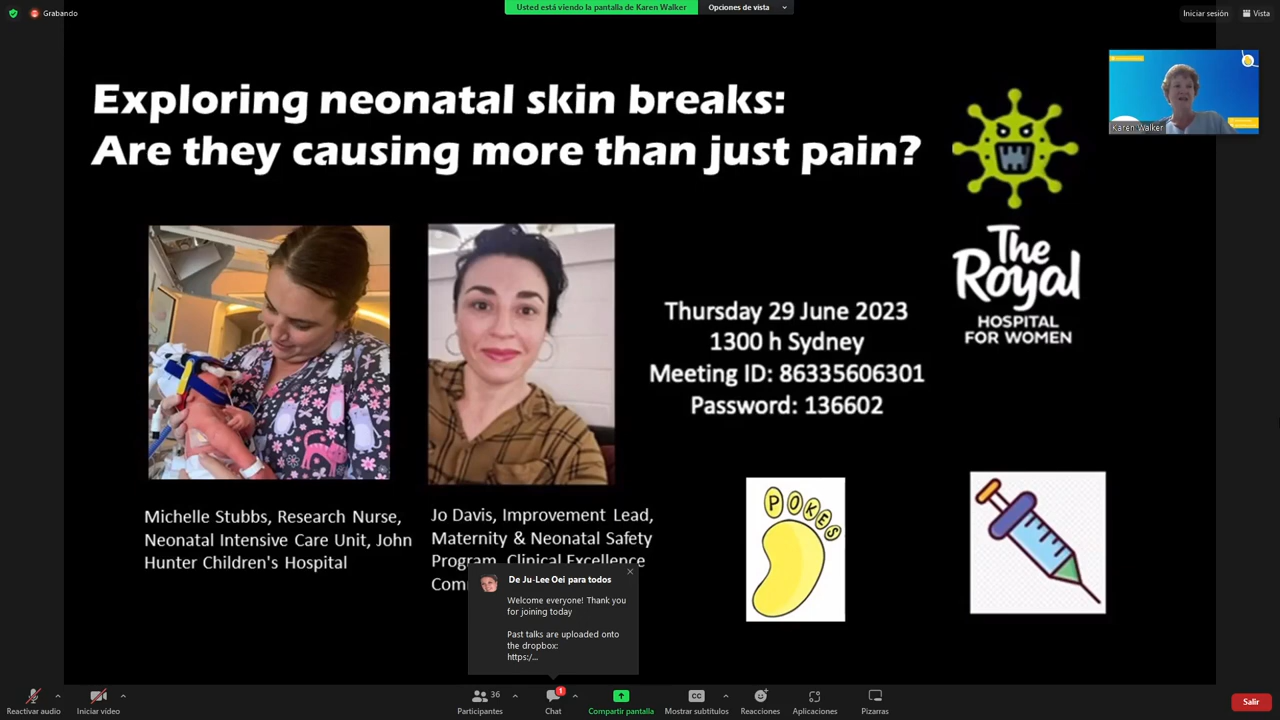 Grabando
Usted está viendo la pantalla de Karen Walker
Opciones de vista
Iniciar sesión
Vista
Karen Walker
Exploring neonatal skin breaks:
Are they causing more than just pain?
The
Royal
HOSPITAL
FOR WOMEN
Thursday 29 June 2023
1300 h Sydney
Meeting ID: 86335606301
Password: 136602
Michelle Stubbs, Research Nurse,
Neonatal Intensive Care Unit, John
Hunter Children's Hospital
Jo Davis, Improvement Lead,
Maternity & Neonatal Safety
Program, Clinical Excellence
POKES
De Ju-Lee Oei para todos
Welcome everyone! Thank you
for joining today
Past talks are uploaded onto
the dropbox:
https:/...
Reactivar audio
Iniciar video
36
Participantes
1
Chat
Compartir pantalla
CC
Mostrar subtítulos
Reacciones
Aplicaciones
Pizarras
Salir